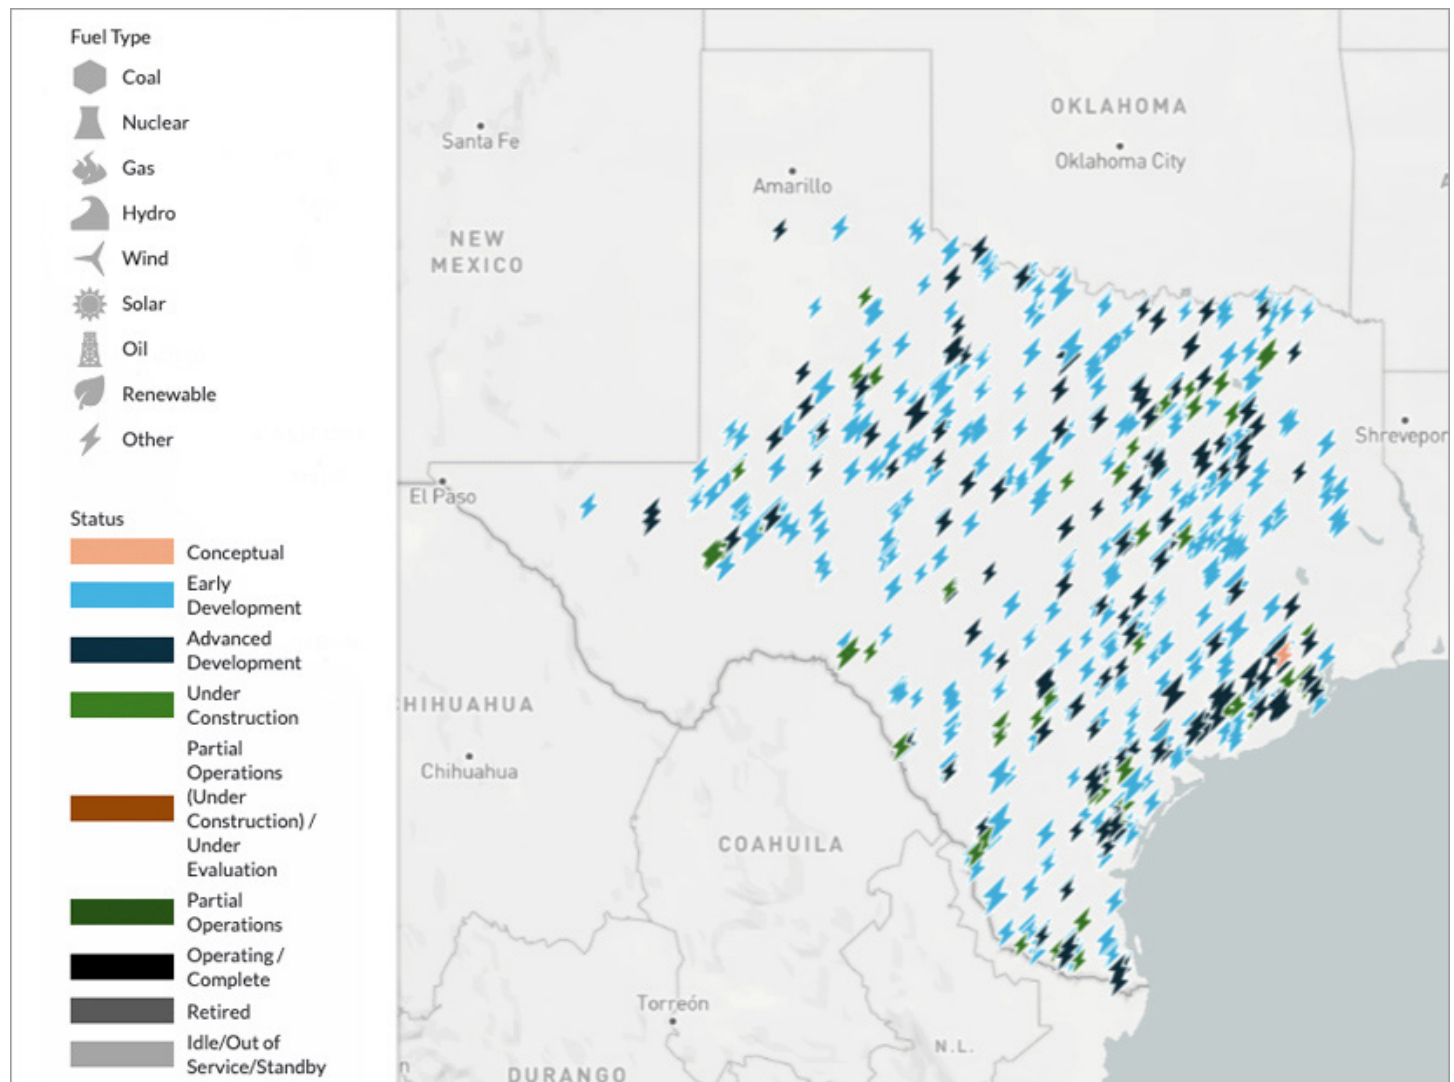 Fuel Type
Coal
Nuclear
Gas
Hydro
Wind
Solar
Oil
Renewable
Other
Status
Conceptual
Early
Development
Advanced
Development
Under
Construction
Partial
Operations
(Under
Construction) /
Under
Evaluation
Partial
Operations
Operating /
Complete
Retired
Idle/Out of
Service/Standby
OKLAHOMA
Oklahoma City
Santa Fe
Amarillo
NEW
MEXICO
El Paso
Shrevepor
HIHUAHUA
Chihuahua
COAHUILA
Torreón
N.L.
DURANGO